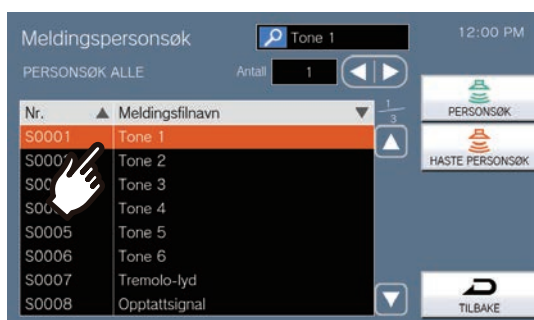 Meldingspersonsøk
Tone 1
12:00 PM
PERSONSØK ALLE
Antall
1
Nr.
Meldingsfilnavn
1
3
S0001 Tone 1
Tone 2
Tone 3
Tone 4
S0005 Tone 5
S0006 Tone 6
S0007 Tremolo-lyd
S0008 Opptattsignal
PERSONSØK
HASTE PERSONSØK
TILBAKE